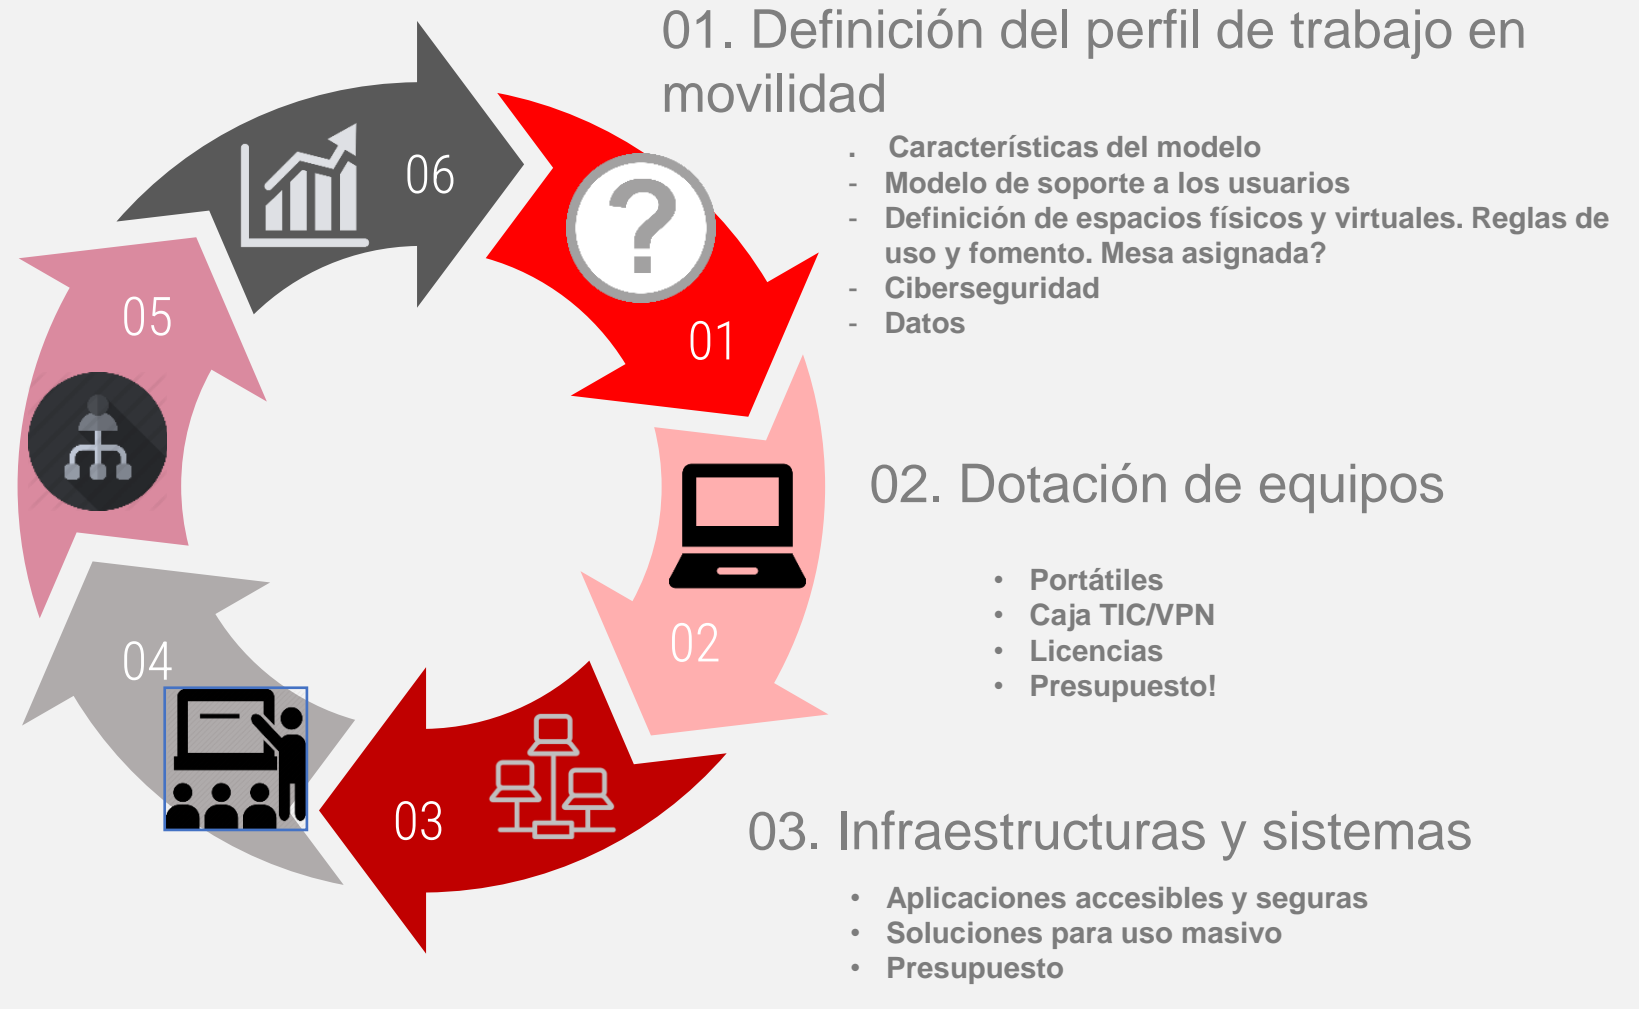 01. Definición del perfil de trabajo en
movilidad
. Características del modelo
- Modelo de soporte a los usuarios
- Definición de espacios físicos y virtuales. Reglas de
uso y fomento. Mesa asignada?
- Ciberseguridad
- Datos
06
?
01
05
02. Dotación de equipos
• Portátiles
• Caja TIC/VPN
• Licencias
• Presupuesto!
02
04
03
03. Infraestructuras y sistemas
• Aplicaciones accesibles y seguras
• Soluciones para uso masivo
• Presupuesto